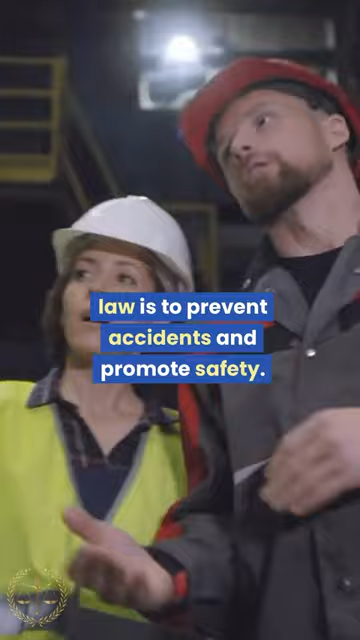 law is to prevent
accidents and
promote safety.